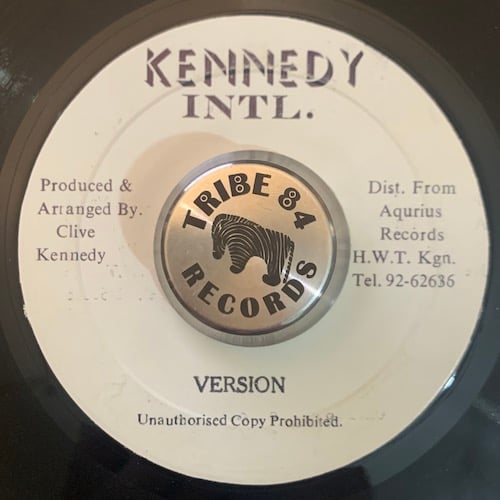 KENNEDY
INTL.
Produced &
Arranged By.
Clive
Kennedy
TRIBE 84
RECORDS
Dist. From
Aqurius
Records
H.W.T. Kgn.
Tel. 92-62636
VERSION
Unauthorised Copy Prohibited.